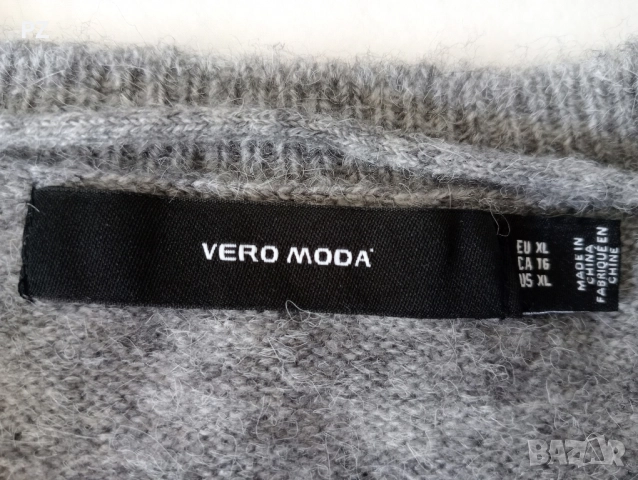 VERO MODA
EU XL
CA 16
US XL
MADE IN
CHINA
FABRIQUÉ EN
CHINE
BAZAR